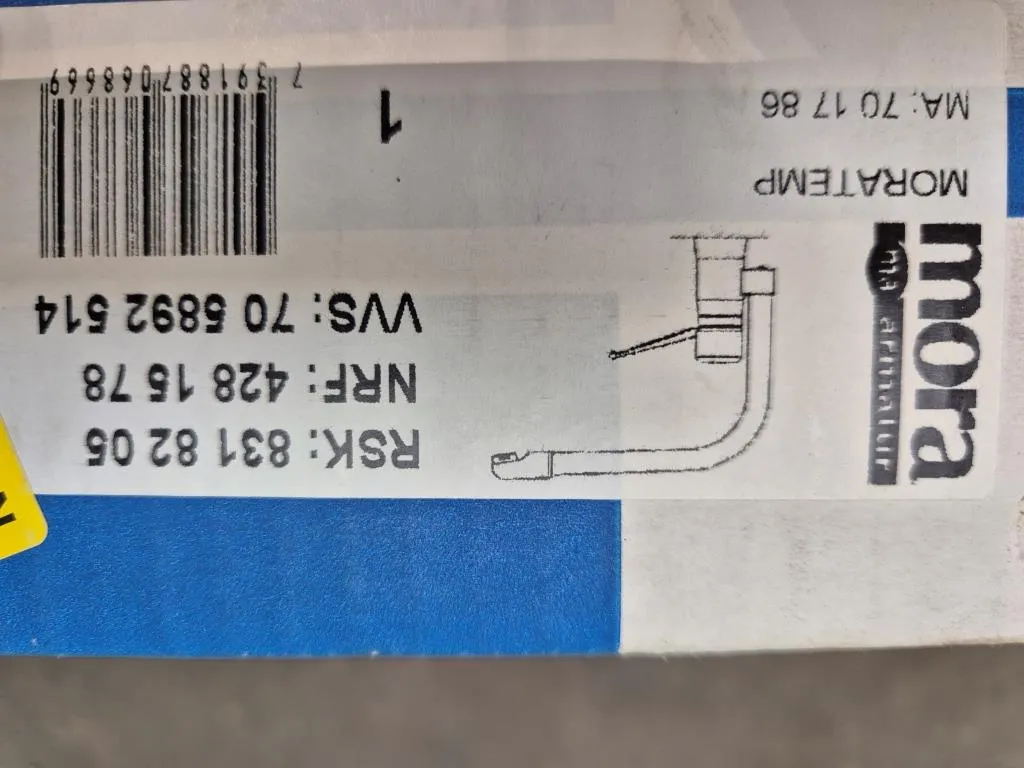 mora
ma armatur
RSK: 831 82 05
NRF: 428 15 78
VVS: 70 5892 514
MORATEMP
MA: 70 17 86
1
7 391887 068669